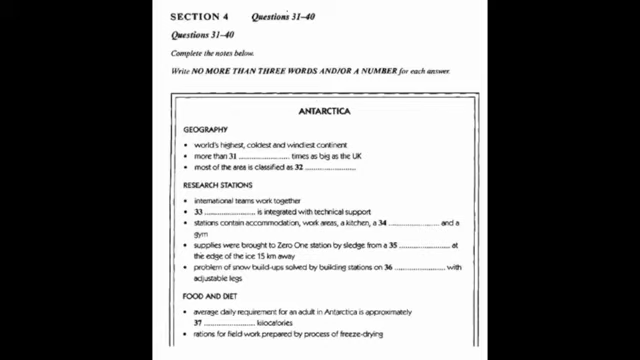 SECTION 4 Questions 31-40
Questions 31-40
Complete the notes below.
Write NO MORE THAN THREE WORDS AND/OR A NUMBER for each answer.
ANTARCTICA
GEOGRAPHY
• world's highest, coldest and windiest continent
• more than 31 .................... times as big as the UK
• most of the area is classified as 32 ....................
RESEARCH STATIONS
• international teams work together
• 33 .................... is integrated with technical support
• stations contain accommodation, work areas, a kitchen, a 34 .................... and a
gym
• supplies were brought to Zero One station by sledge from a 35 .................... at
the edge of the ice 15 km away
• problem of snow build-ups solved by building stations on 36 .................... with
adjustable legs
FOOD AND DIET
• average daily requirement for an adult in Antarctica is approximately
37 .................... kilocalories
• rations for field work prepared by process of freeze-drying